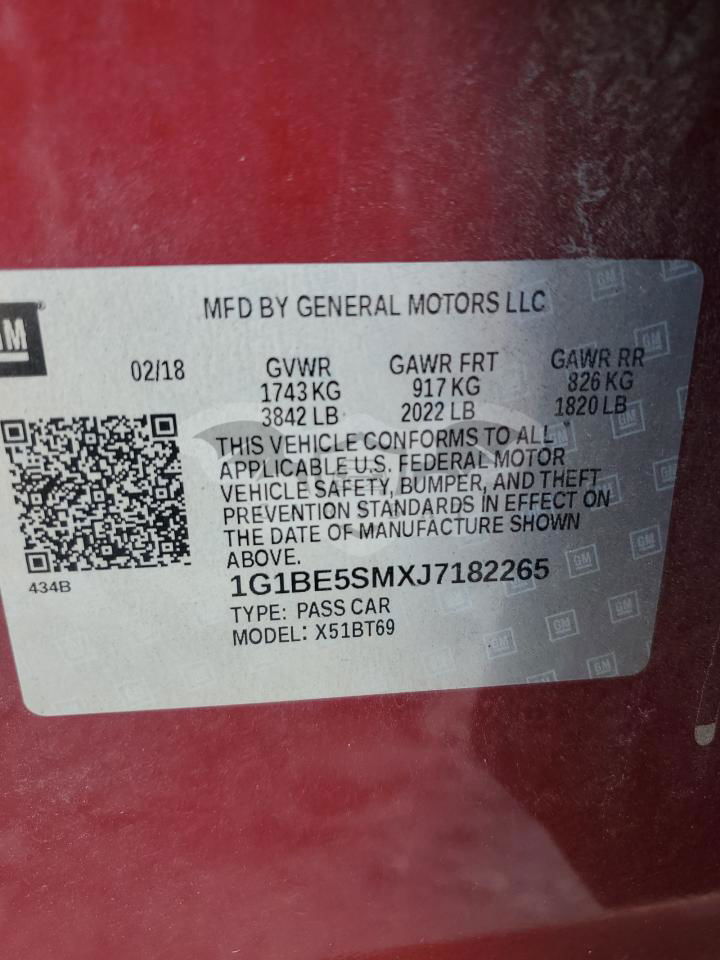 GM
MFD BY GENERAL MOTORS LLC
02/18
GVWR
1743 KG
3842 LB
GAWR FRT
917 KG
2022 LB
GAWR RR
826 KG
1820 LB
THIS VEHICLE CONFORMS TO ALL
APPLICABLE U.S. FEDERAL MOTOR
VEHICLE SAFETY, BUMPER, AND THEFT
PREVENTION STANDARDS IN EFFECT ON
THE DATE OF MANUFACTURE SHOWN
ABOVE.
434B
1G1BE5SMXJ7182265
TYPE: PASS CAR
MODEL: X51BT69